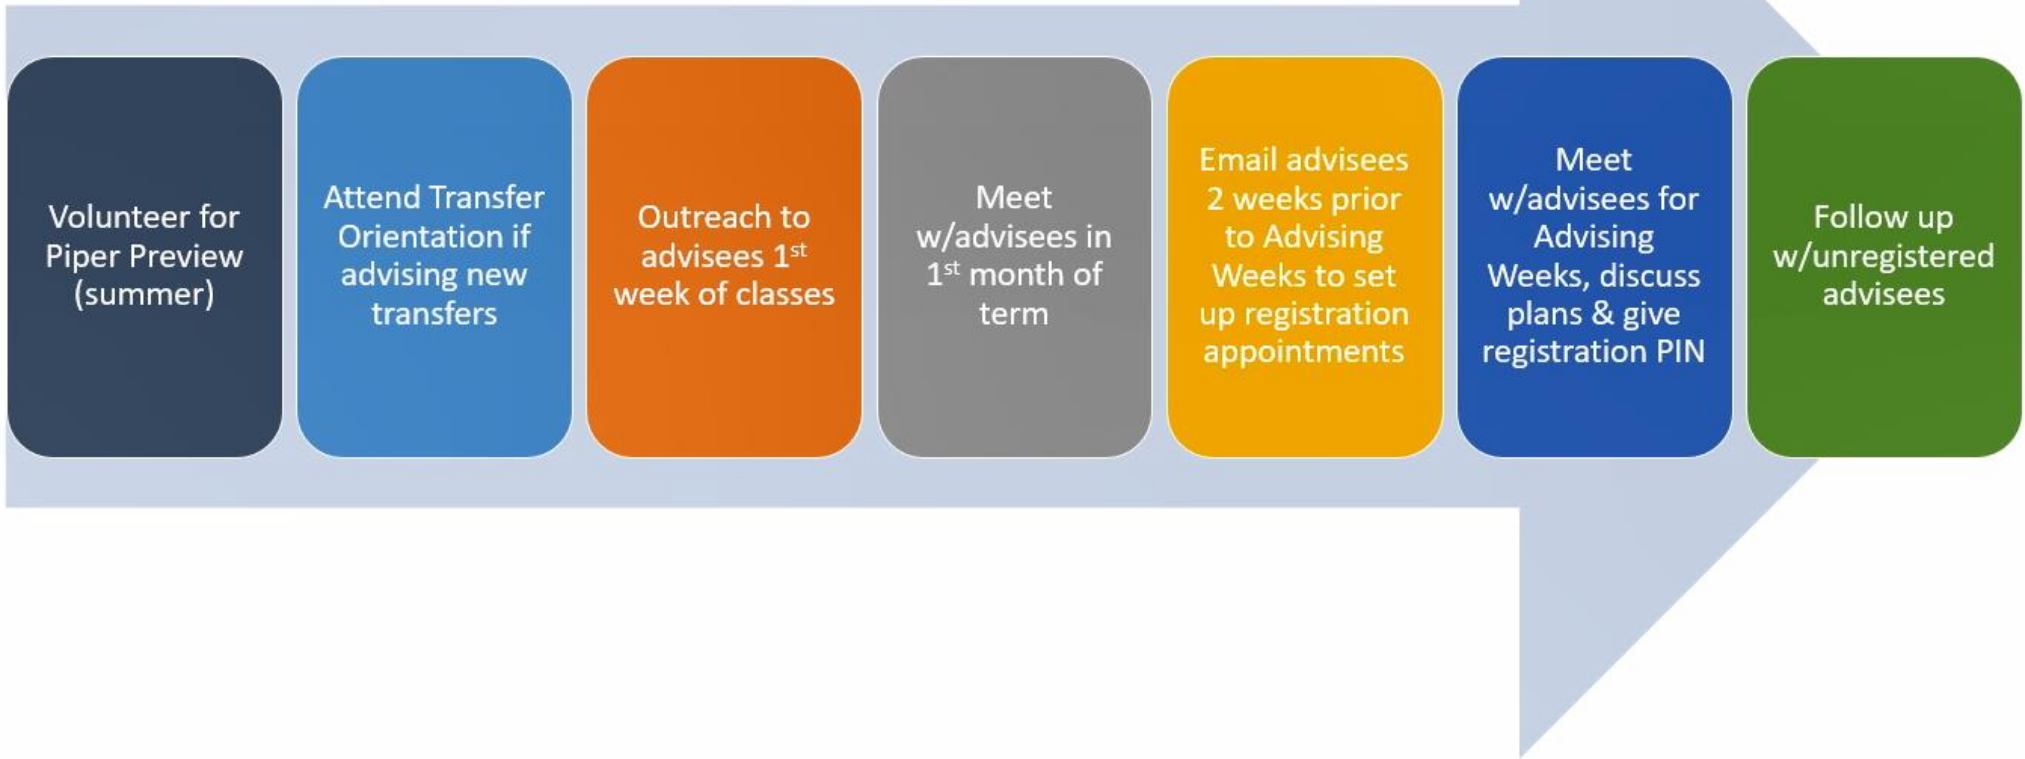 Volunteer for
Piper Preview
(summer)
Attend Transfer
Orientation if
advising new
transfers
Outreach to
advisees 1st
week of classes
Meet
w/advisees in
1st month of
term
Email advisees
2 weeks prior
to Advising
Weeks to set
up registration
appointments
Meet
w/advisees for
Advising
Weeks, discuss
plans & give
registration PIN
Follow up
w/unregistered
advisees